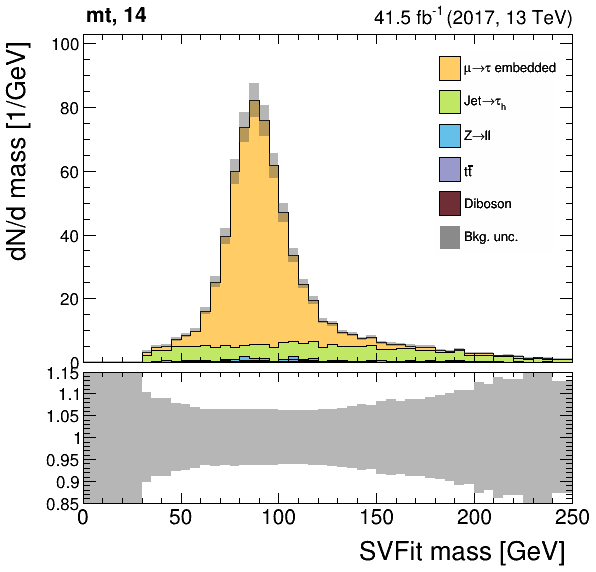 mt, 14
41.5 fb⁻¹ (2017, 13 TeV)
dN/d mass [1/GeV]
100
80
60
40
20
0
μ→τ embedded
Jet→τₕ
Z→ll
tt̅
Diboson
Bkg. unc.
1.15
1.1
1.05
1
0.95
0.9
0.85
0 50 100 150 200 250
SVFit mass [GeV]